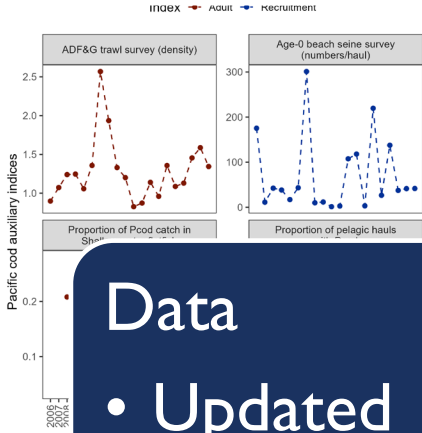 Index Adult Recruitment
ADF&G trawl survey (density)
Age-0 beach seine survey
(numbers/haul)
2.5
2.0
1.5
1.0
300
200
100
0
Pacific cod auxiliary indices
Proportion of Pcod catch in
Proportion of pelagic hauls
0.2
0.1
2006
2007
2008
Data
• Updated